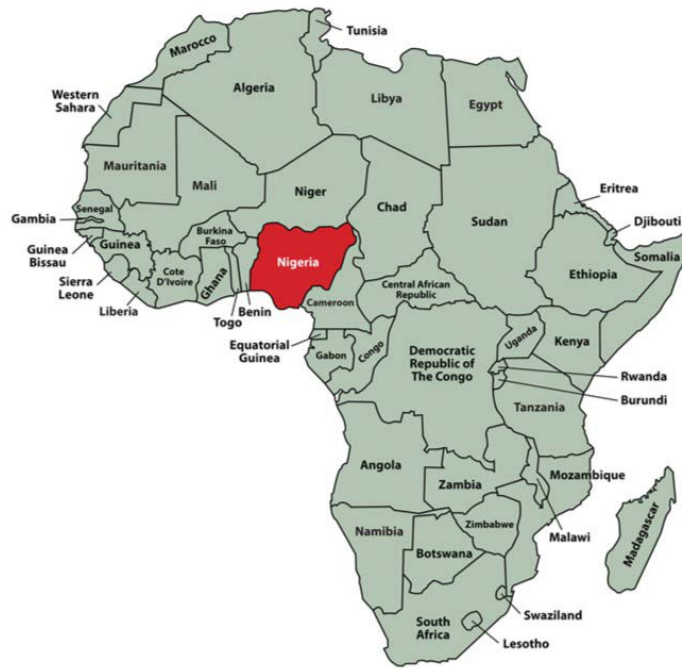 Tunisia
Marocco
Algeria
Libya
Egypt
Western
Sahara
Mauritania
Mali
Niger
Chad
Sudan
Eritrea
Djibouti
Senegal
Gambia
Guinea
Bissau
Guinea
Burkina
Faso
Nigeria
Somalia
Ethiopia
Sierra
Leone
Cote
D'Ivoire
Ghana
Liberia
Togo
Benin
Cameroon
Central African
Republic
Equatorial
Guinea
Gabon
Congo
Democratic
Republic of
The Congo
Uganda
Kenya
Rwanda
Burundi
Tanzania
Angola
Zambia
Mozambique
Malawi
Madagascar
Namibia
Zimbabwe
Botswana
Swaziland
South
Africa
Lesotho